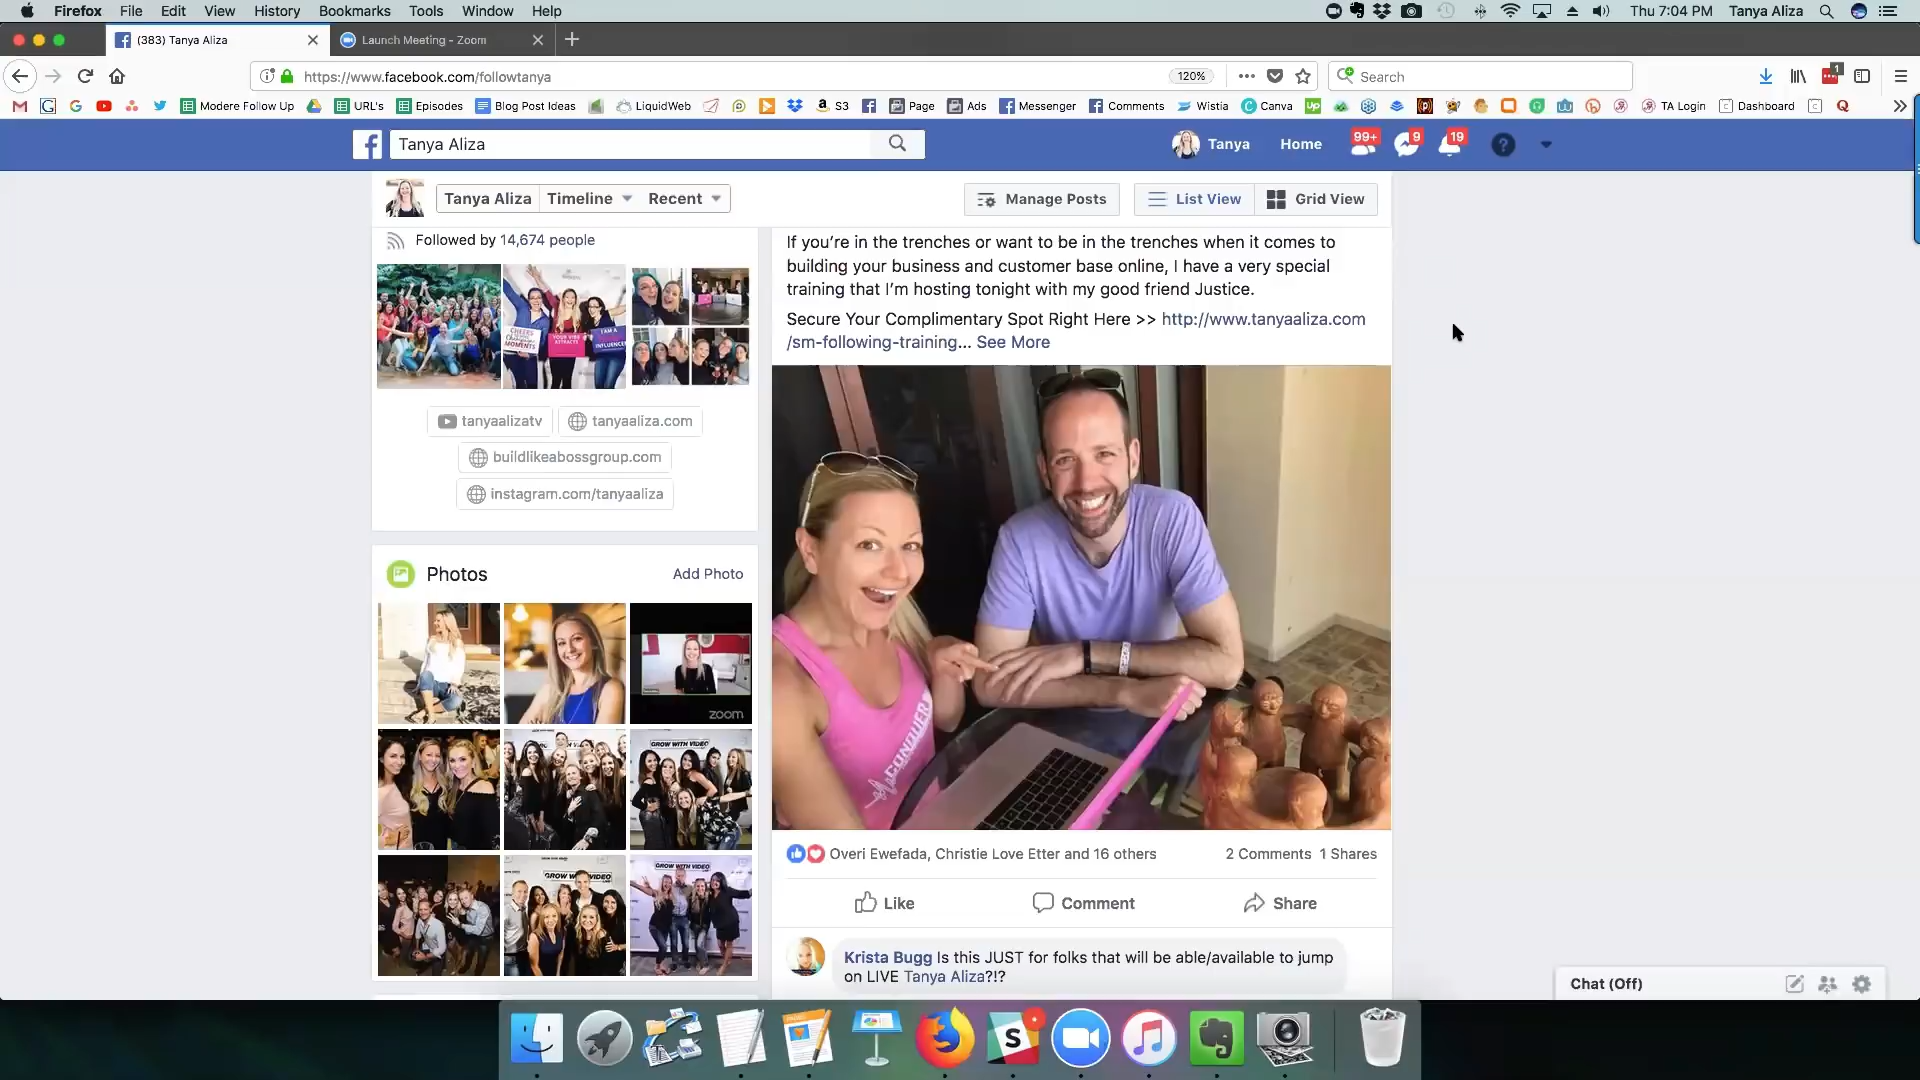 Firefox File Edit View History Bookmarks Tools Window Help Thu 7:04 PM Tanya Aliza
(383) Tanya Aliza Launch Meeting - Zoom
https://www.facebook.com/followtanya 120% Search
Modere Follow Up URL's Episodes Blog Post Ideas LiquidWeb S3 Page Ads Messenger Comments Wistia Canva TA Login Dashboard
Tanya Aliza Tanya Home 99+ 9 19
Tanya Aliza Timeline Recent Manage Posts List View Grid View
Followed by 14,674 people
tanyaalizatv tanyaaliza.com
buildlikeabossgroup.com
instagram.com/tanyaaliza
Photos Add Photo
zoom
GROW WITH VIDEO
GROW WITH VIDEO
If you're in the trenches or want to be in the trenches when it comes to
building your business and customer base online, I have a very special
training that I'm hosting tonight with my good friend Justice.
Secure Your Complimentary Spot Right Here >> http://www.tanyaaliza.com
/sm-following-training... See More
CONQUER
Overi Ewefada, Christie Love Etter and 16 others 2 Comments 1 Shares
Like Comment Share
Krista Bugg Is this JUST for folks that will be able/available to jump
on LIVE Tanya Aliza?!?
Chat (Off)